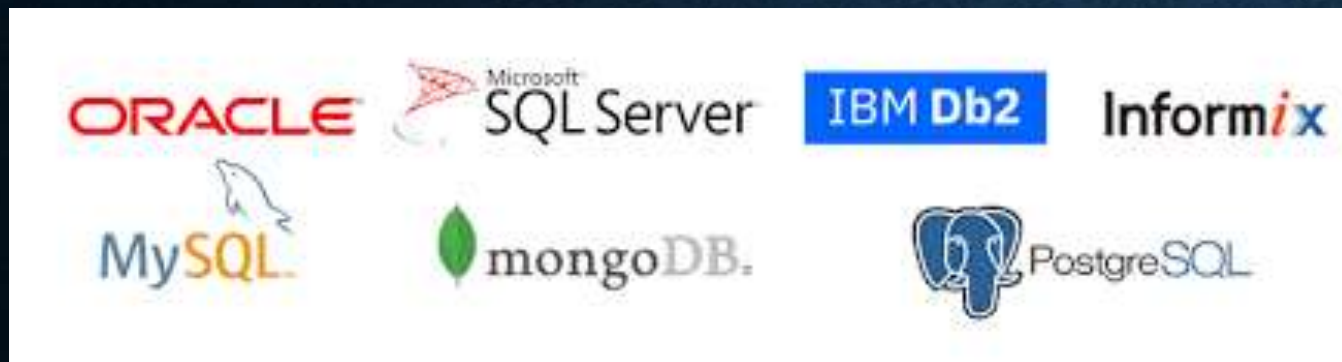 ORACLE
Microsoft
SQL Server
IBM Db2
Informix
MySQL
mongoDB
PostgreSQL